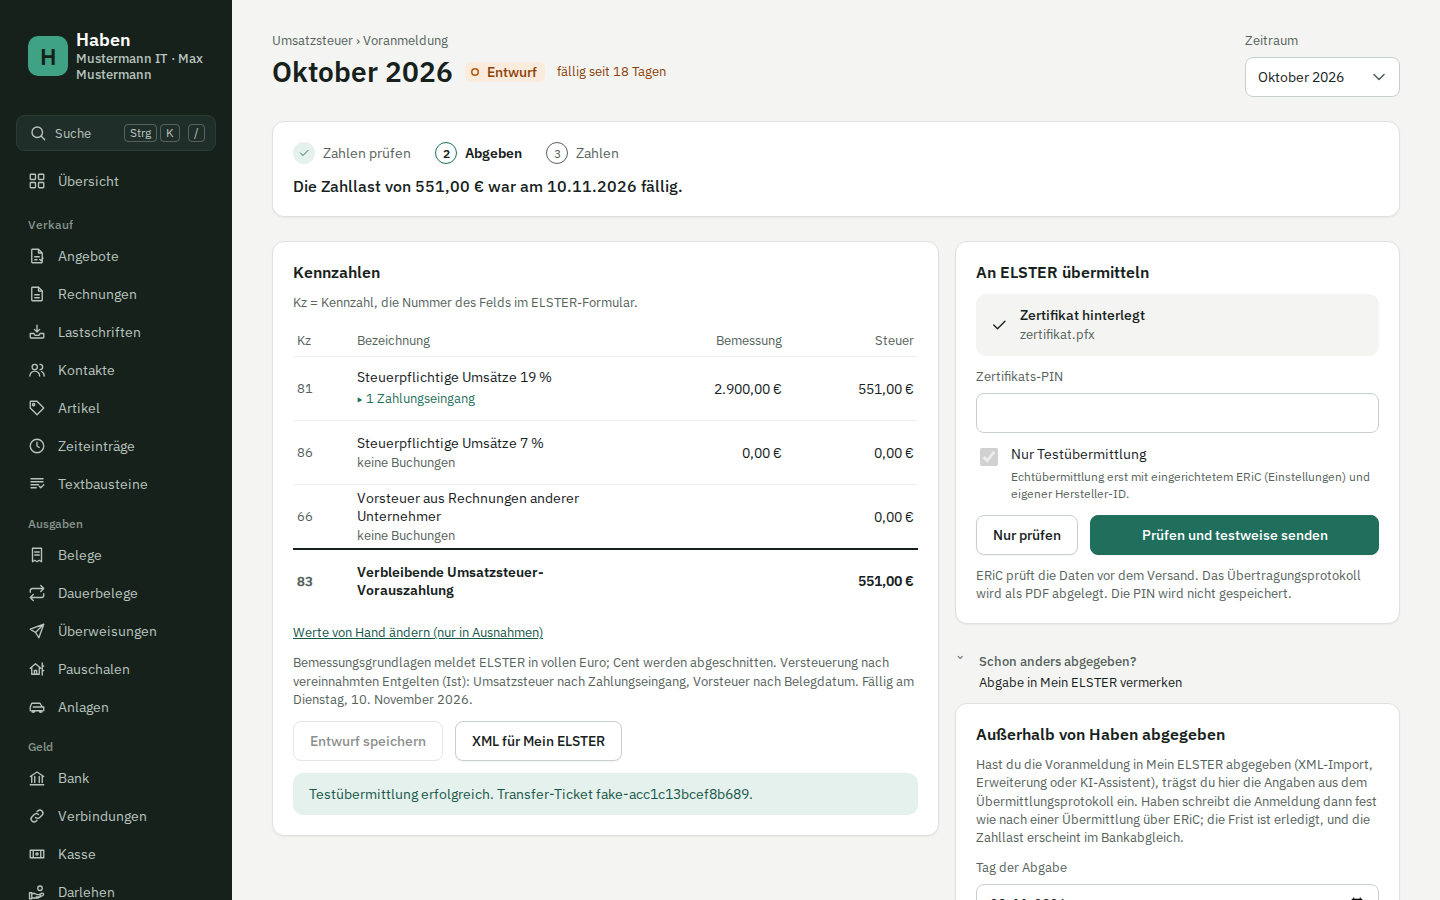 H
Haben
Mustermann IT · Max
Mustermann
Suche
Strg
K
/
Übersicht
Verkauf
Angebote
Rechnungen
Lastschriften
Kontakte
Artikel
Zeiteinträge
Textbausteine
Ausgaben
Belege
Dauerbelege
Überweisungen
Pauschalen
Anlagen
Geld
Bank
Verbindungen
Kasse
Darlehen
Umsatzsteuer › Voranmeldung
Oktober 2026
Entwurf
fällig seit 18 Tagen
Zeitraum
Oktober 2026
Zahlen prüfen
2 Abgeben
3 Zahlen
Die Zahllast von 551,00 € war am 10.11.2026 fällig.
Kennzahlen
Kz = Kennzahl, die Nummer des Felds im ELSTER-Formular.
Kz Bezeichnung Bemessung Steuer
81 Steuerpflichtige Umsätze 19 % 2.900,00 € 551,00 €
▸ 1 Zahlungseingang
86 Steuerpflichtige Umsätze 7 % 0,00 € 0,00 €
keine Buchungen
66 Vorsteuer aus Rechnungen anderer
Unternehmer 0,00 €
keine Buchungen
83 Verbleibende Umsatzsteuer-
Vorauszahlung 551,00 €
Werte von Hand ändern (nur in Ausnahmen)
Bemessungsgrundlagen meldet ELSTER in vollen Euro; Cent werden abgeschnitten. Versteuerung nach
vereinnahmten Entgelten (Ist): Umsatzsteuer nach Zahlungseingang, Vorsteuer nach Belegdatum. Fällig am
Dienstag, 10. November 2026.
Entwurf speichern
XML für Mein ELSTER
Testübermittlung erfolgreich. Transfer-Ticket fake-acc1c13bcef8b689.
An ELSTER übermitteln
Zertifikat hinterlegt
zertifikat.pfx
Zertifikats-PIN
Nur Testübermittlung
Echtübermittlung erst mit eingerichtetem ERiC (Einstellungen) und
eigener Hersteller-ID.
Nur prüfen
Prüfen und testweise senden
ERiC prüft die Daten vor dem Versand. Das Übertragungsprotokoll
wird als PDF abgelegt. Die PIN wird nicht gespeichert.
Schon anders abgegeben?
Abgabe in Mein ELSTER vermerken
Außerhalb von Haben abgegeben
Hast du die Voranmeldung in Mein ELSTER abgegeben (XML-Import,
Erweiterung oder KI-Assistent), trägst du hier die Angaben aus dem
Übermittlungsprotokoll ein. Haben schreibt die Anmeldung dann fest
wie nach einer Übermittlung über ERiC; die Frist ist erledigt, und die
Zahllast erscheint im Bankabgleich.
Tag der Abgabe